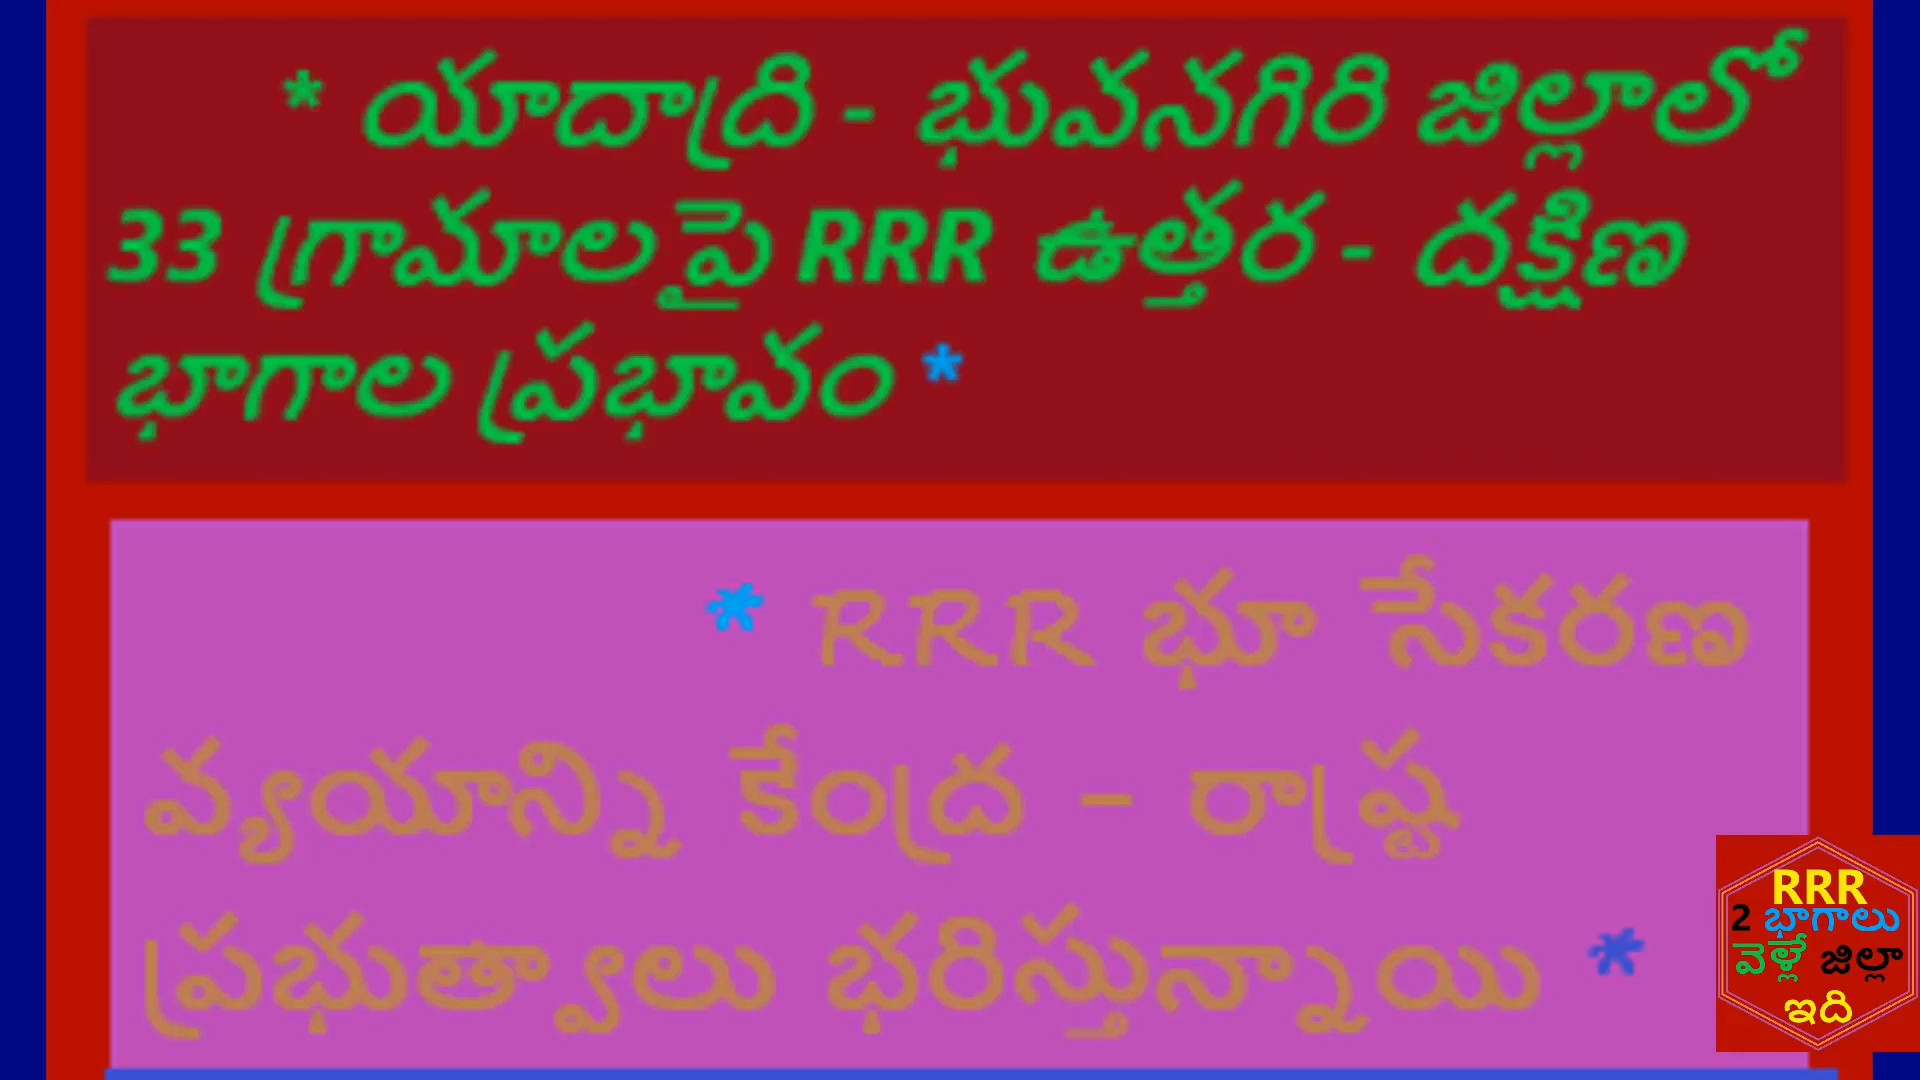 * యాదాద్రి - భువనగిరి జిల్లాలో
33 గ్రామాలపై RRR ఉత్తర - దక్షిణ
భాగాల ప్రభావం *
* RRR భూ సేకరణ
వ్యయాన్ని కేంద్ర – రాష్ట్ర
ప్రభుత్వాలు భరిస్తున్నాయి *
RRR
2 భాగాలు
వెళ్లే జిల్లా
ఇది